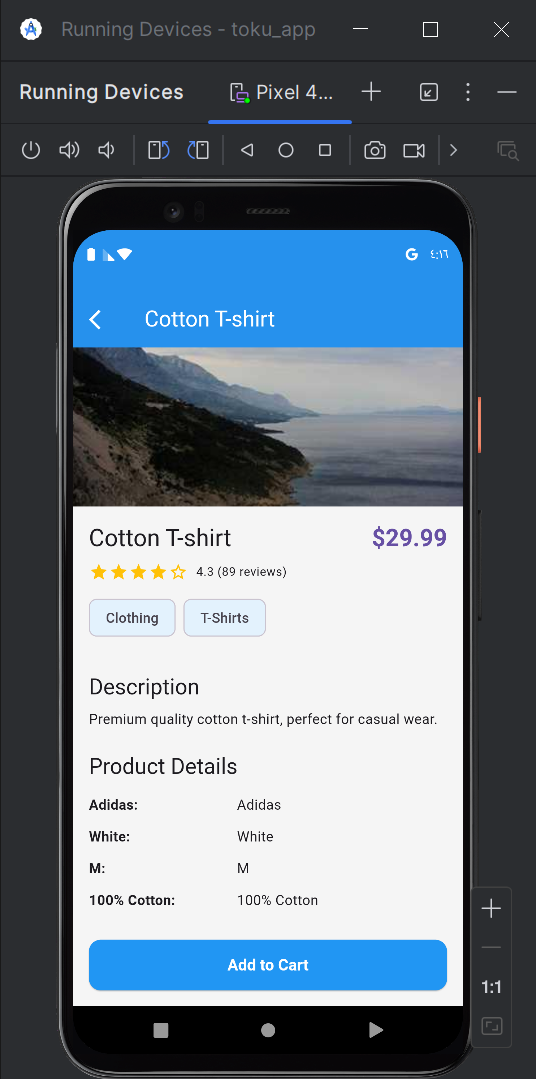 Running Devices - toku_app
Running Devices
Pixel 4...
G ٤:١٦
Cotton T-shirt
Cotton T-shirt
$29.99
4.3 (89 reviews)
Clothing
T-Shirts
Description
Premium quality cotton t-shirt, perfect for casual wear.
Product Details
Adidas: Adidas
White: White
M: M
100% Cotton: 100% Cotton
Add to Cart
1:1